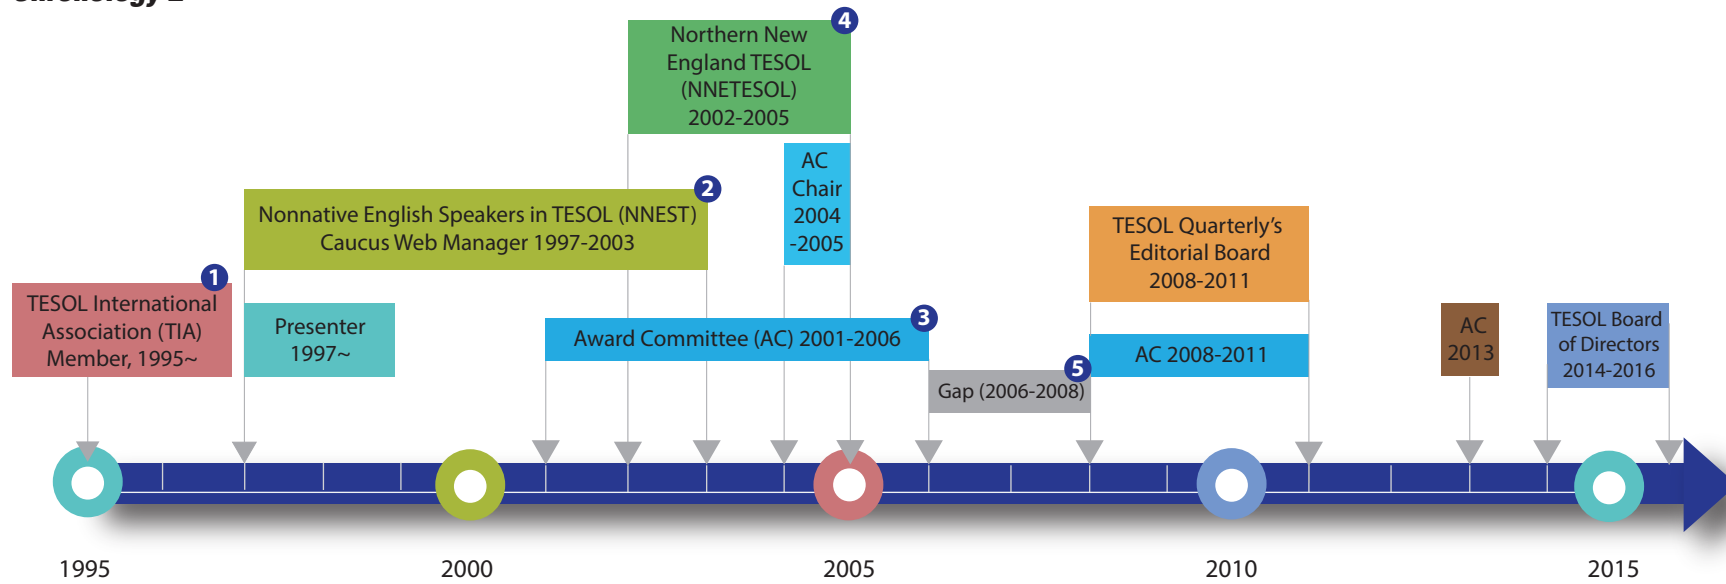 4
Northern New
England TESOL
(NNETESOL)
2002-2005
AC
Chair
2004
-2005
2
Nonnative English Speakers in TESOL (NNEST)
Caucus Web Manager 1997-2003
TESOL Quarterly's
Editorial Board
2008-2011
1
TESOL International
Association (TIA)
Member, 1995~
Presenter
1997~
3
Award Committee (AC) 2001-2006
5
Gap (2006-2008)
AC 2008-2011
AC
2013
TESOL Board
of Directors
2014-2016
1995
2000
2005
2010
2015